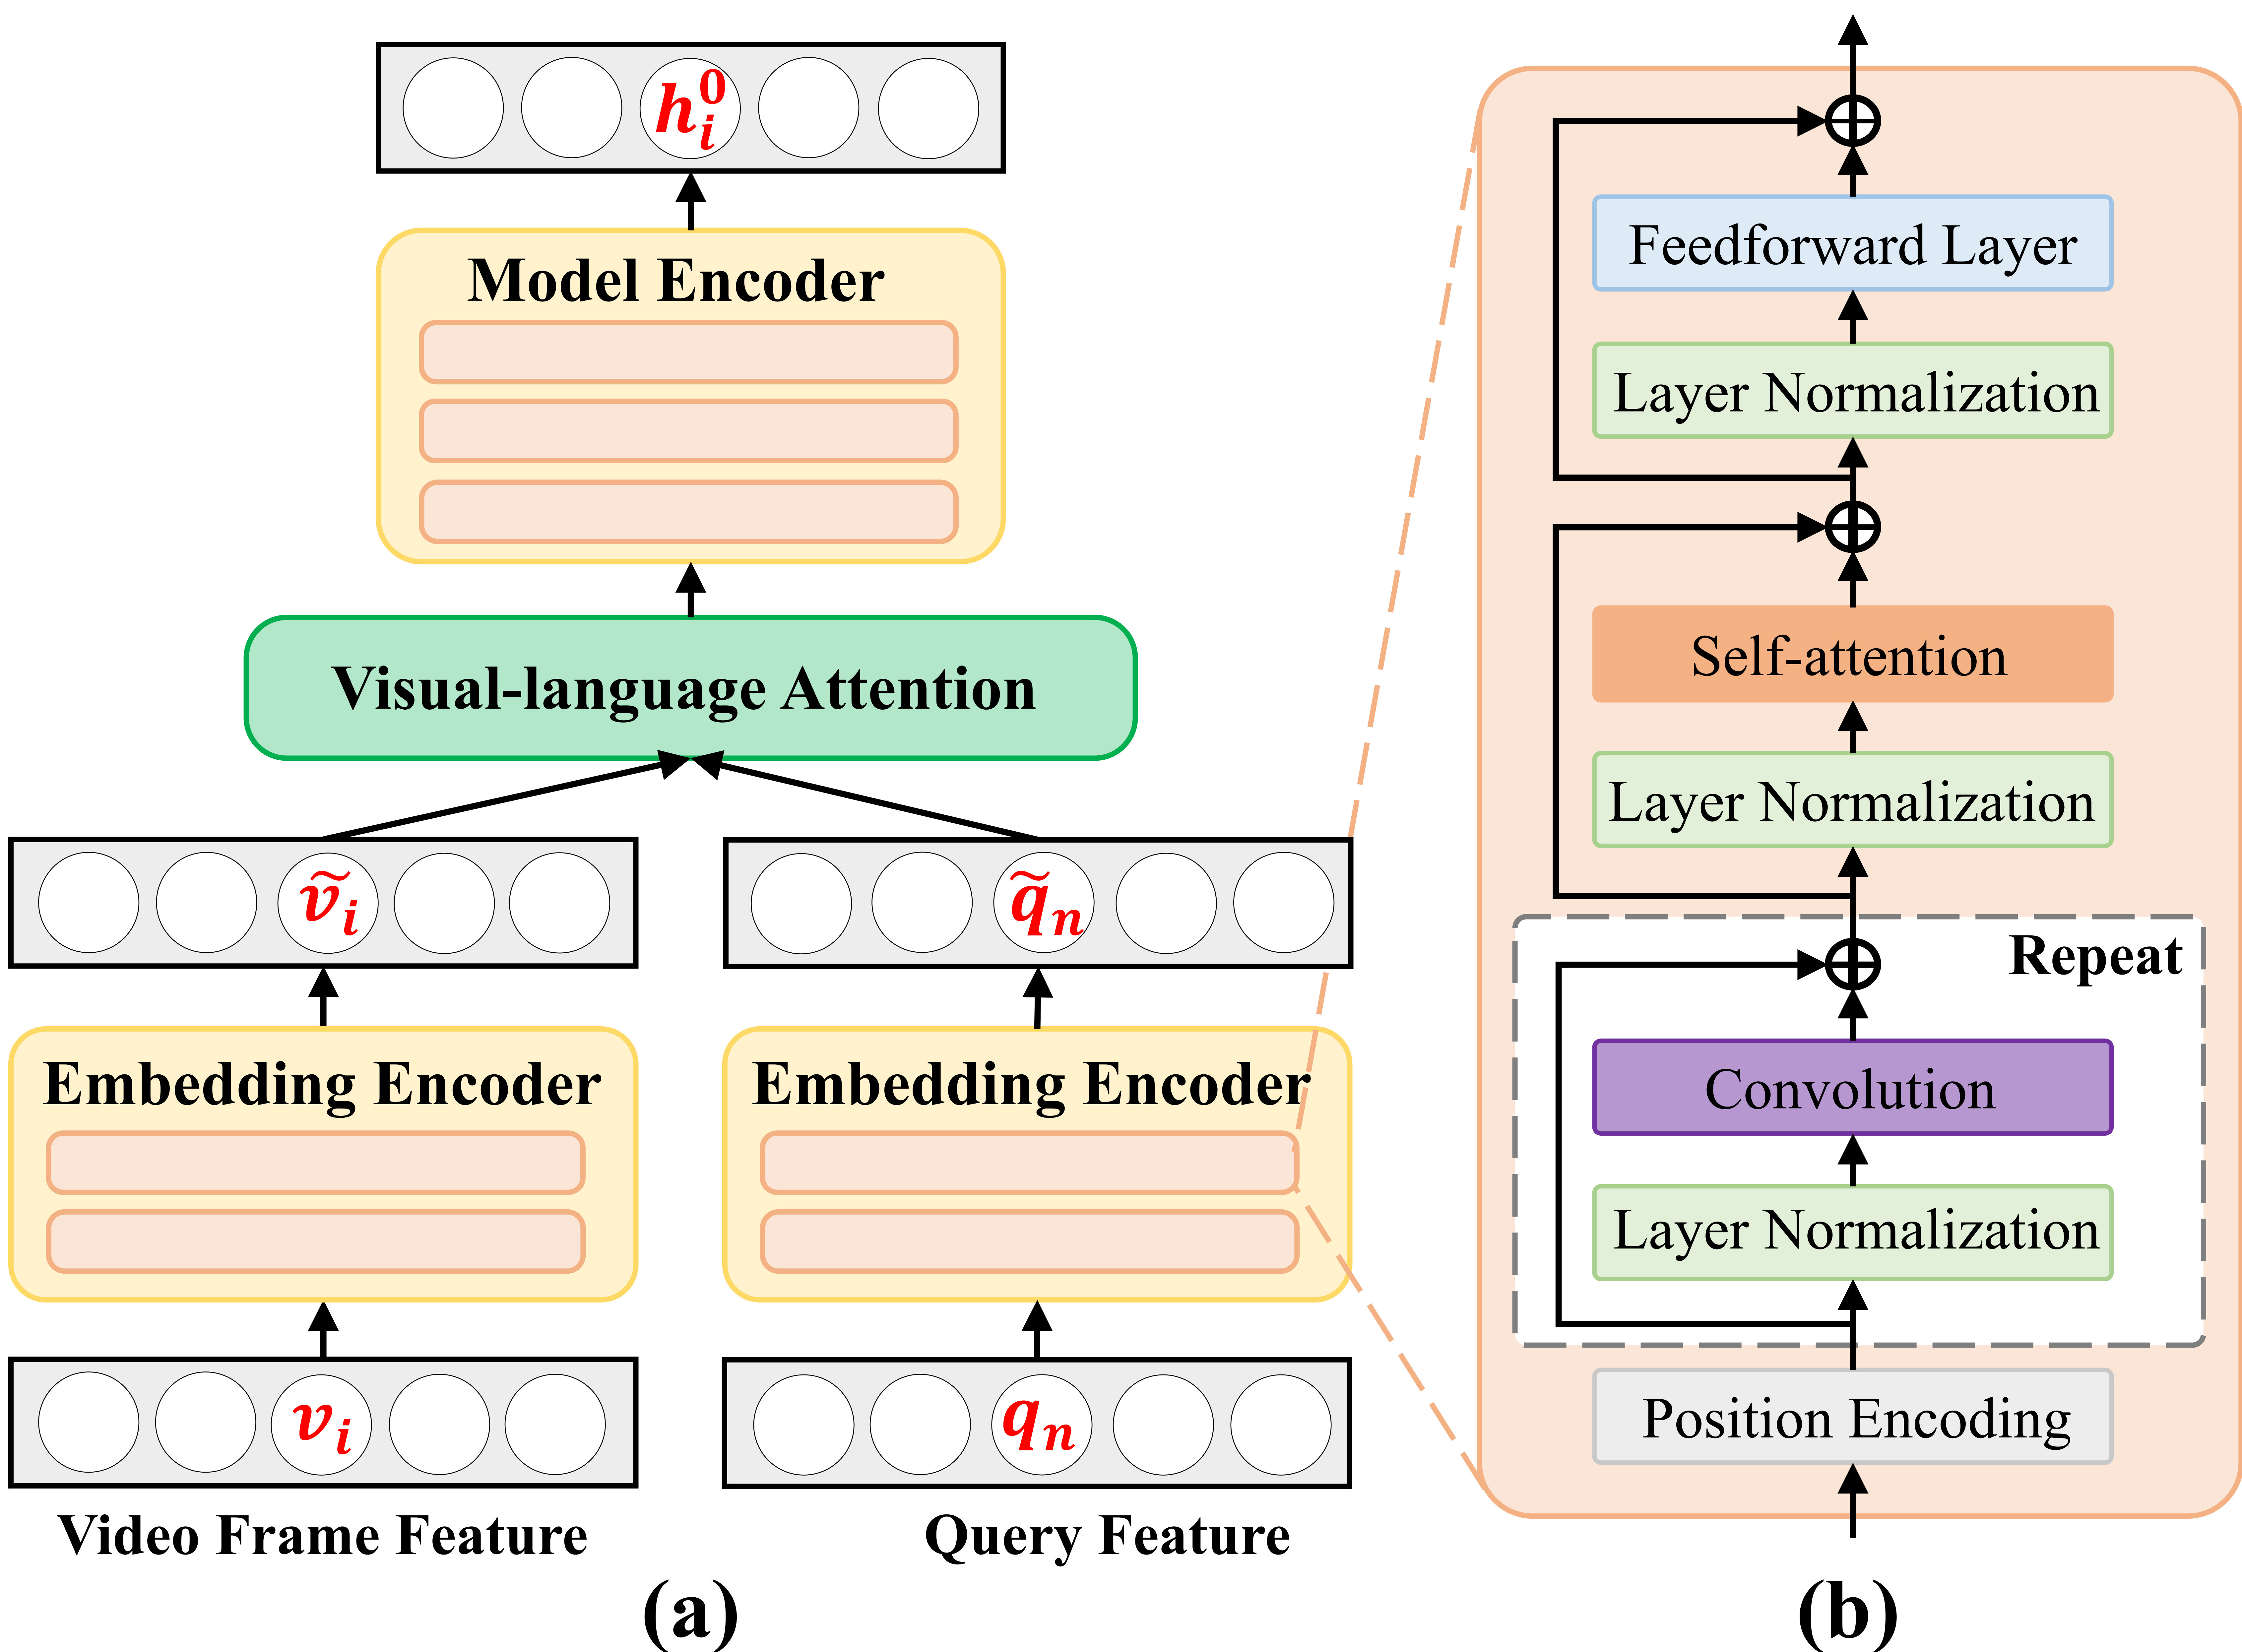 h_i^0
Model Encoder
Visual-language Attention
ṽ_i
q̃_n
Embedding Encoder
Embedding Encoder
v_i
q_n
Video Frame Feature
Query Feature
(a)
Feedforward Layer
Layer Normalization
Self-attention
Layer Normalization
Repeat
Convolution
Layer Normalization
Position Encoding
(b)